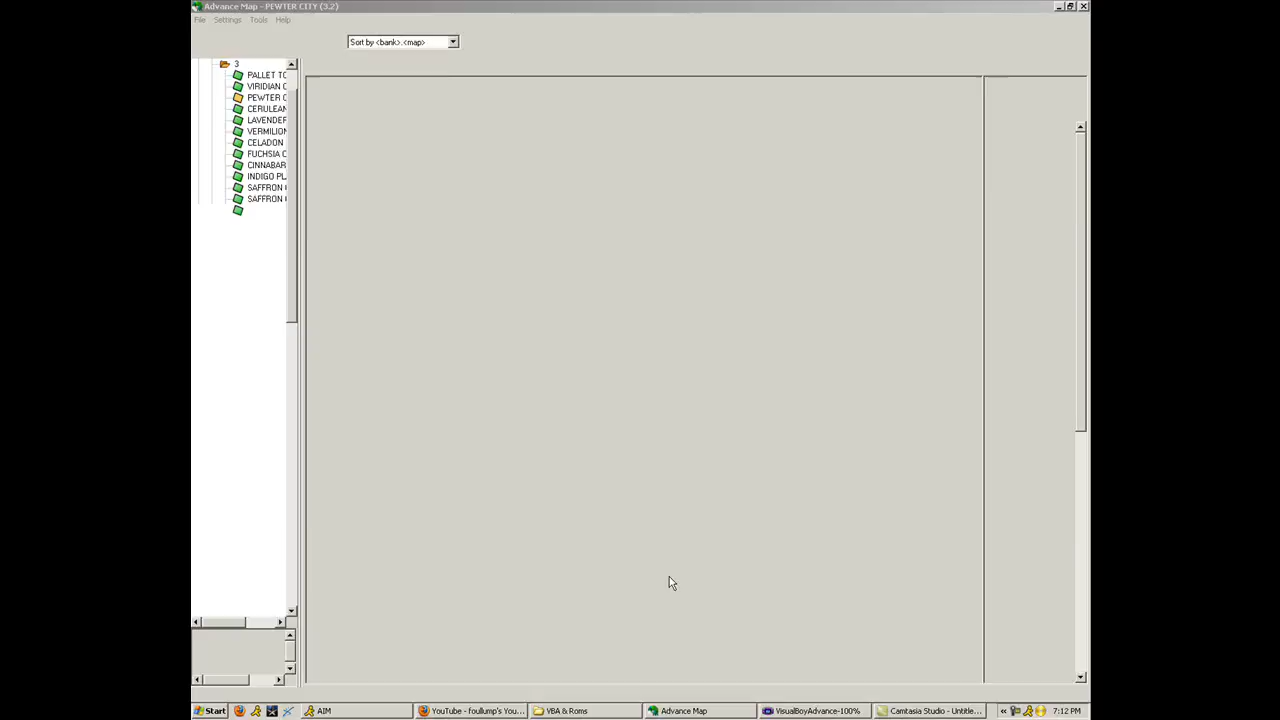 Advance Map - PEWTER CITY (3.2)
File Settings Tools Help
Sort by <bank>.<map>
3
PALLET TO
VIRIDIAN C
PEWTER C
CERULEAN
LAVENDER
VERMILION
CELADON
FUCHSIA C
CINNABAR
INDIGO PL
SAFFRON
SAFFRON
Start AIM YouTube - foullump's You... VBA & Roms Advance Map VisualBoyAdvance-100% Camtasia Studio - Untitle... « 7:12 PM